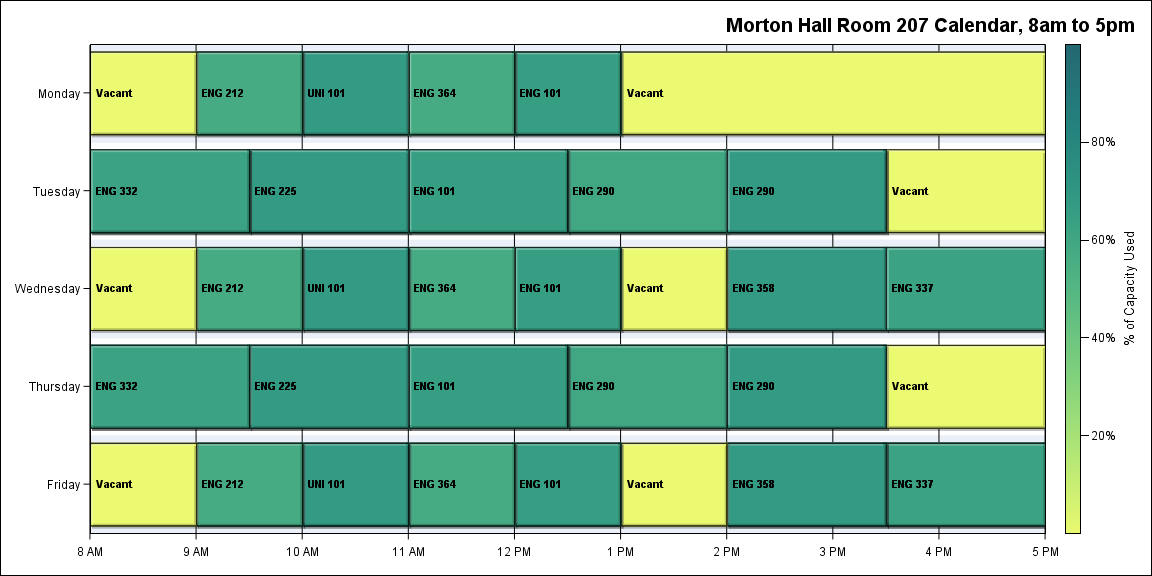 Morton Hall Room 207 Calendar, 8am to 5pm
Monday
Vacant
ENG 212
UNI 101
ENG 364
ENG 101
Vacant
Tuesday
ENG 332
ENG 225
ENG 101
ENG 290
ENG 290
Vacant
Wednesday
Vacant
ENG 212
UNI 101
ENG 364
ENG 101
Vacant
ENG 358
ENG 337
Thursday
ENG 332
ENG 225
ENG 101
ENG 290
ENG 290
Vacant
Friday
Vacant
ENG 212
UNI 101
ENG 364
ENG 101
Vacant
ENG 358
ENG 337
8 AM
9 AM
10 AM
11 AM
12 PM
1 PM
2 PM
3 PM
4 PM
5 PM
80%
60%
40%
20%
% of Capacity Used